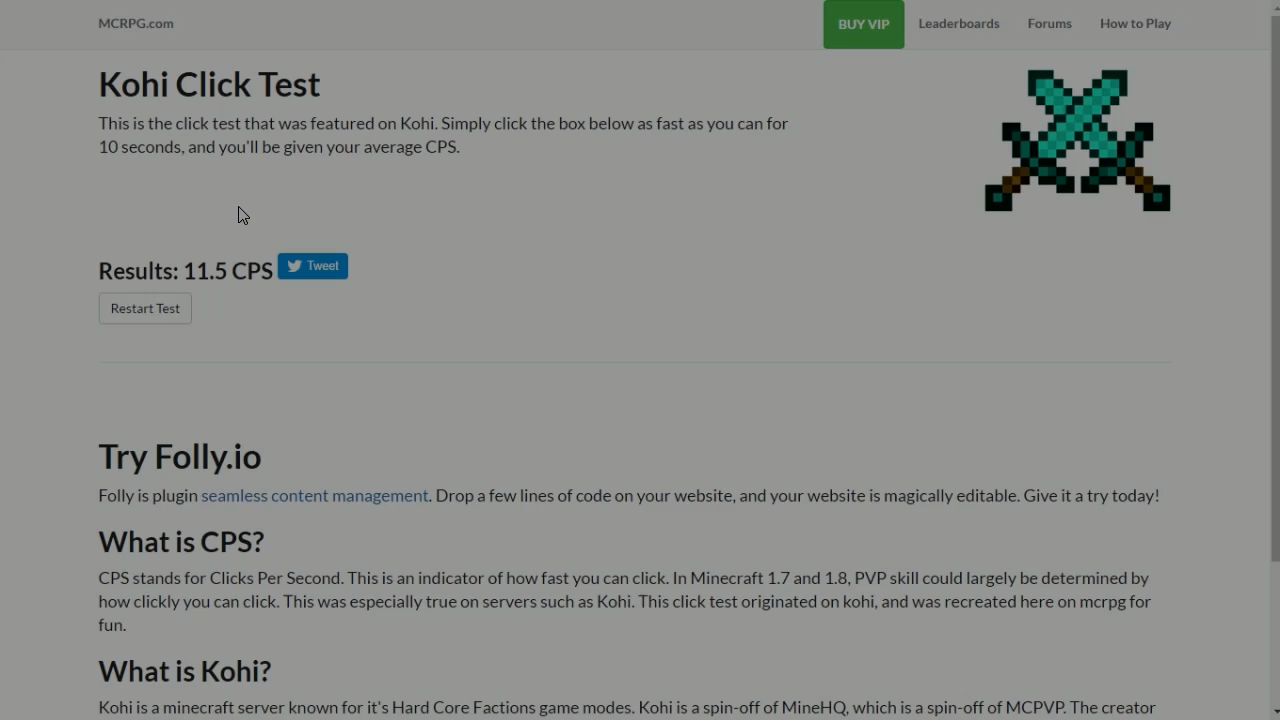 MCRPG.com
BUY VIP Leaderboards Forums How to Play
Kohi Click Test
This is the click test that was featured on Kohi. Simply click the box below as fast as you can for
10 seconds, and you'll be given your average CPS.
Results: 11.5 CPS Tweet
Restart Test
Try Folly.io
Folly is plugin seamless content management. Drop a few lines of code on your website, and your website is magically editable. Give it a try today!
What is CPS?
CPS stands for Clicks Per Second. This is an indicator of how fast you can click. In Minecraft 1.7 and 1.8, PVP skill could largely be determined by
how clickly you can click. This was especially true on servers such as Kohi. This click test originated on kohi, and was recreated here on mcrpg for
fun.
What is Kohi?
Kohi is a minecraft server known for it's Hard Core Factions game modes. Kohi is a spin-off of MineHQ, which is a spin-off of MCPVP. The creator